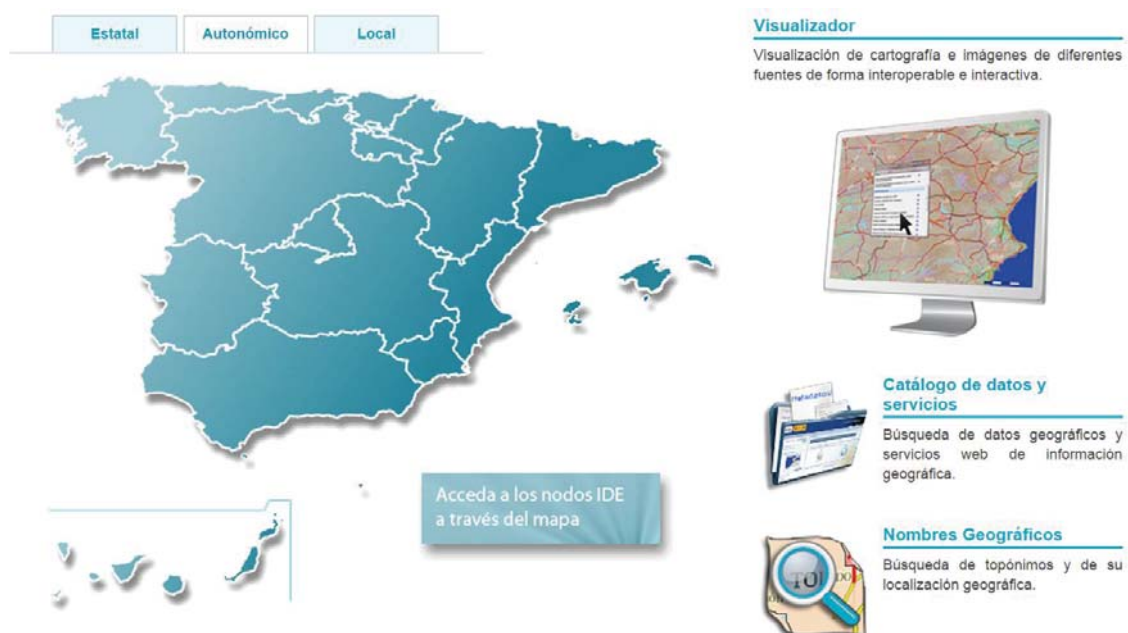 Estatal
Autonómico
Local
Acceda a los nodos IDE
a través del mapa
Visualizador
Visualización de cartografía e imágenes de diferentes
fuentes de forma interoperable e interactiva.
Catálogo de datos y
servicios
Búsqueda de datos geográficos y
servicios web de información
geográfica.
Nombres Geográficos
Búsqueda de topónimos y de su
localización geográfica.